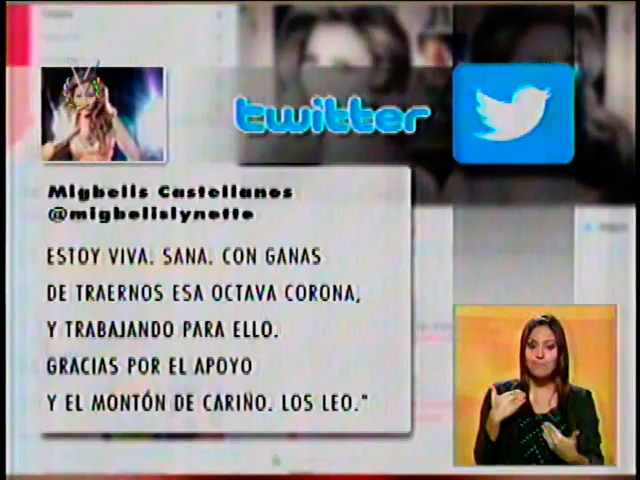 twitter
Migbelis Castellanos
@migbelislynette
ESTOY VIVA. SANA. CON GANAS
DE TRAERNOS ESA OCTAVA CORONA,
Y TRABAJANDO PARA ELLO.
GRACIAS POR EL APOYO
Y EL MONTÓN DE CARIÑO. LOS LEO."